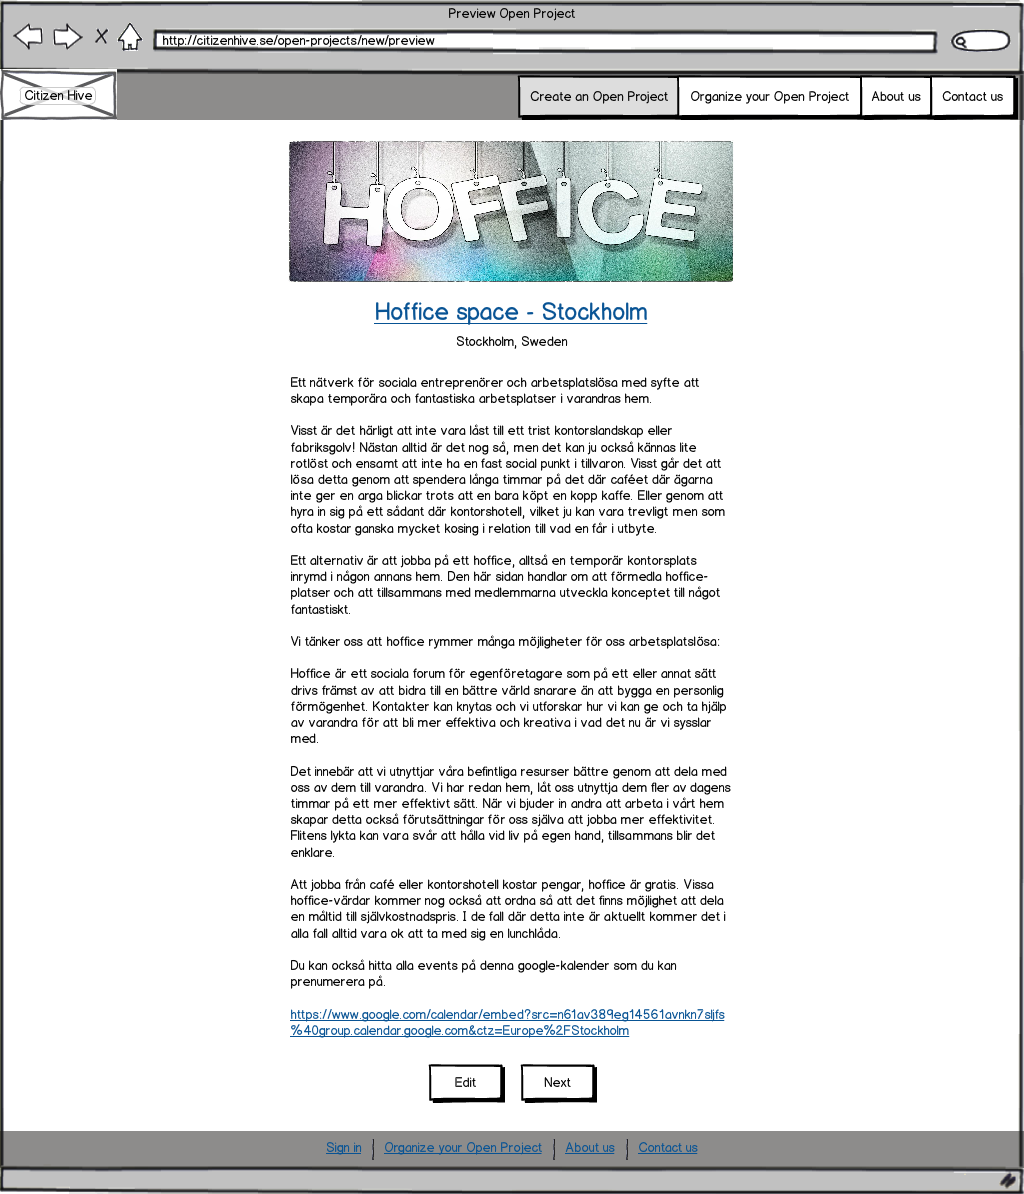 Preview Open Project
http://citizenhive.se/open-projects/new/preview
Citizen Hive
Create an Open Project
Organize your Open Project
About us
Contact us
HOFFICE
Hoffice space - Stockholm
Stockholm, Sweden
Ett nätverk för sociala entreprenörer och arbetsplatslösa med syfte att
skapa temporära och fantastiska arbetsplatser i varandras hem.
Visst är det härligt att inte vara låst till ett trist kontorslandskap eller
fabriksgolv! Nästan alltid är det nog så, men det kan ju också kännas lite
rotlöst och ensamt att inte ha en fast social punkt i tillvaron. Visst går det att
lösa detta genom att spendera långa timmar på det där caféet där ägarna
inte ger en arga blickar trots att en bara köpt en kopp kaffe. Eller genom att
hyra in sig på ett sådant där kontorshotell, vilket ju kan vara trevligt men som
ofta kostar ganska mycket kosing i relation till vad en får i utbyte.
Ett alternativ är att jobba på ett hoffice, alltså en temporär kontorsplats
inrymd i någon annans hem. Den här sidan handlar om att förmedla hoffice-
platser och att tillsammans med medlemmarna utveckla konceptet till något
fantastiskt.
Vi tänker oss att hoffice rymmer många möjligheter för oss arbetsplatslösa:
Hoffice är ett sociala forum för egenföretagare som på ett eller annat sätt
drivs främst av att bidra till en bättre värld snarare än att bygga en personlig
förmögenhet. Kontakter kan knytas och vi utforskar hur vi kan ge och ta hjälp
av varandra för att bli mer effektiva och kreativa i vad det nu är vi sysslar
med.
Det innebär att vi utnyttjar våra befintliga resurser bättre genom att dela med
oss av dem till varandra. Vi har redan hem, låt oss utnyttja dem fler av dagens
timmar på ett mer effektivt sätt. När vi bjuder in andra att arbeta i vårt hem
skapar detta också förutsättningar för oss själva att jobba mer effektivitet.
Flitens lykta kan vara svår att hålla vid liv på egen hand, tillsammans blir det
enklare.
Att jobba från café eller kontorshotell kostar pengar, hoffice är gratis. Vissa
hoffice-värdar kommer nog också att ordna så att det finns möjlighet att dela
en måltid till självkostnadspris. I de fall där detta inte är aktuellt kommer det i
alla fall alltid vara ok att ta med sig en lunchlåda.
Du kan också hitta alla events på denna google-kalender som du kan
prenumerera på.
https://www.google.com/calendar/embed?src=n61av389eg14561avnkn7sljfs
%40group.calendar.google.com&ctz=Europe%2FStockholm
Edit
Next
Sign in
Organize your Open Project
About us
Contact us